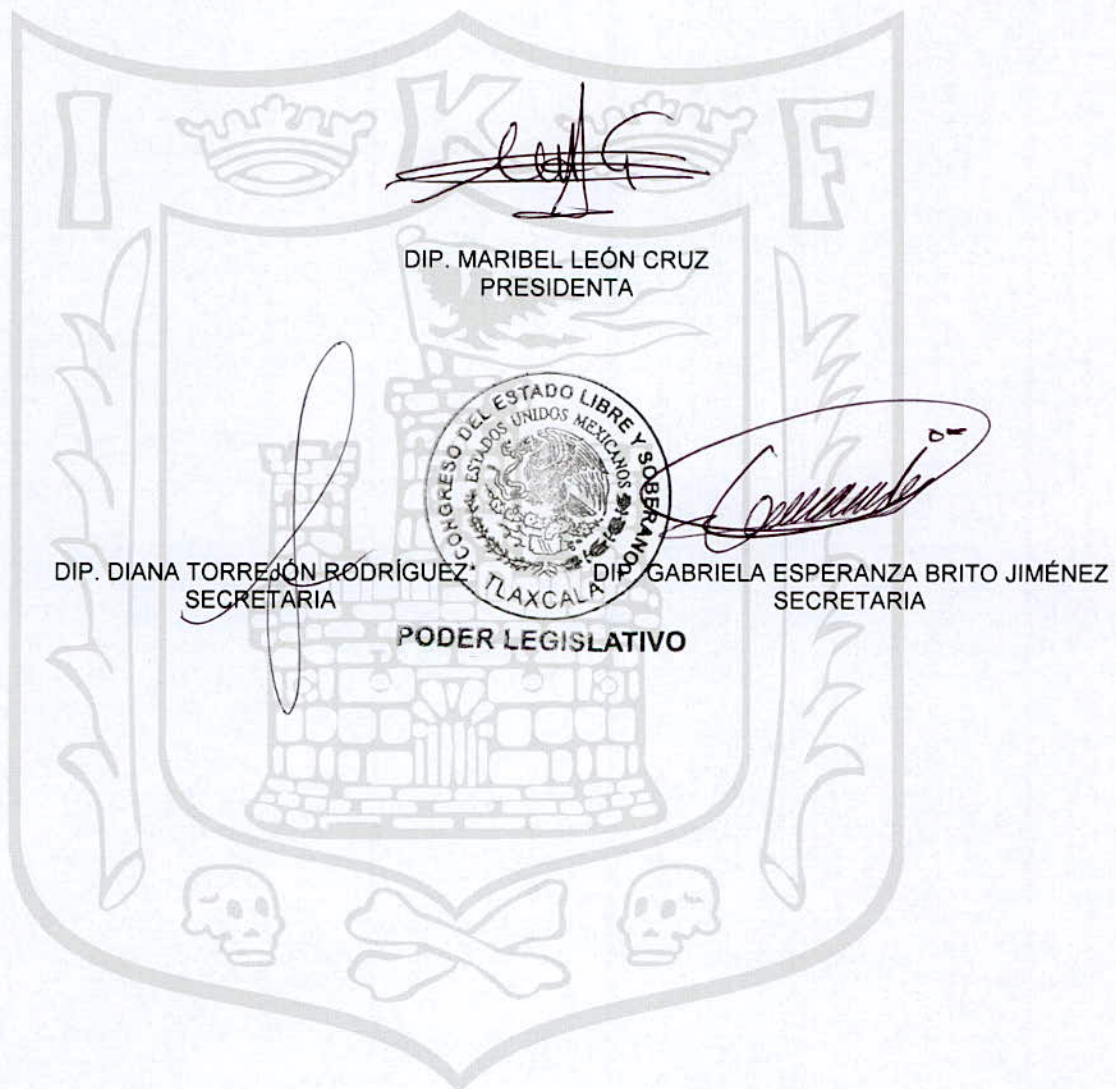 I K F
DIP. MARIBEL LEÓN CRUZ
PRESIDENTA
CONGRESO DEL ESTADO LIBRE Y SOBERANO
ESTADOS UNIDOS MEXICANOS
TLAXCALA
DIP. DIANA TORREJÓN RODRÍGUEZ
SECRETARIA
DIP. GABRIELA ESPERANZA BRITO JIMÉNEZ
SECRETARIA
PODER LEGISLATIVO